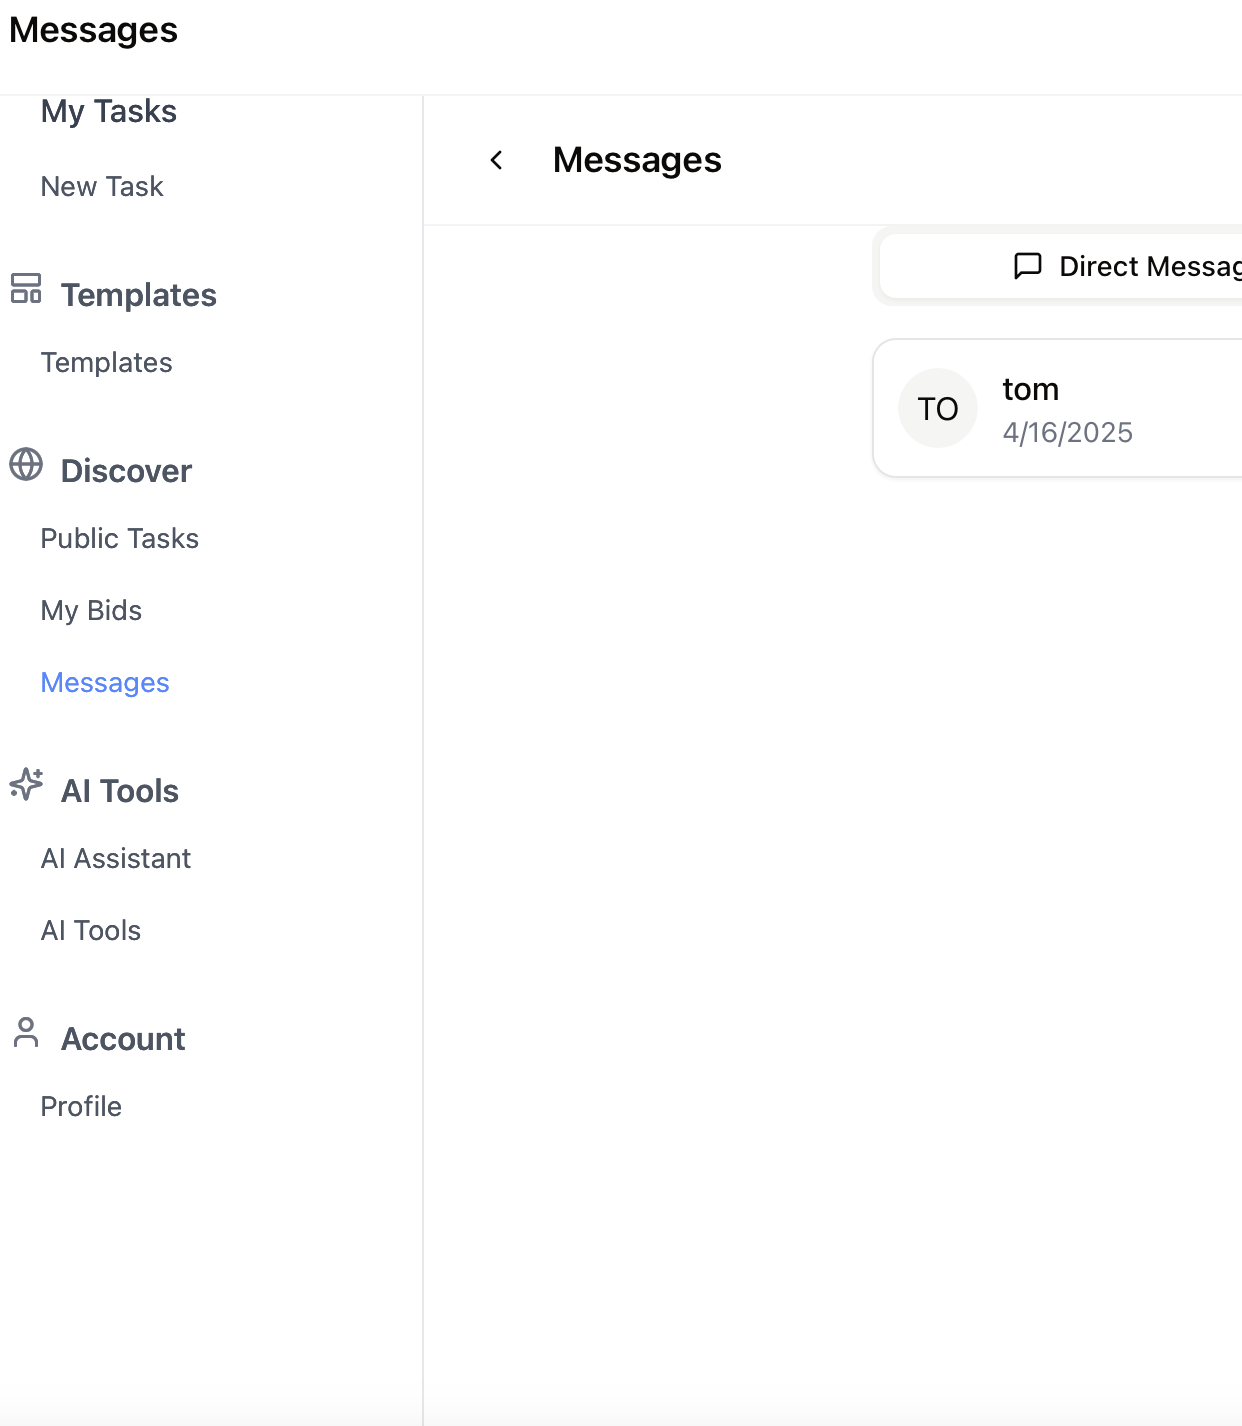 Messages
My Tasks
New Task
Templates
Templates
Discover
Public Tasks
My Bids
Messages
AI Tools
AI Assistant
AI Tools
Account
Profile
Messages
Direct Messag
TO
tom
4/16/2025